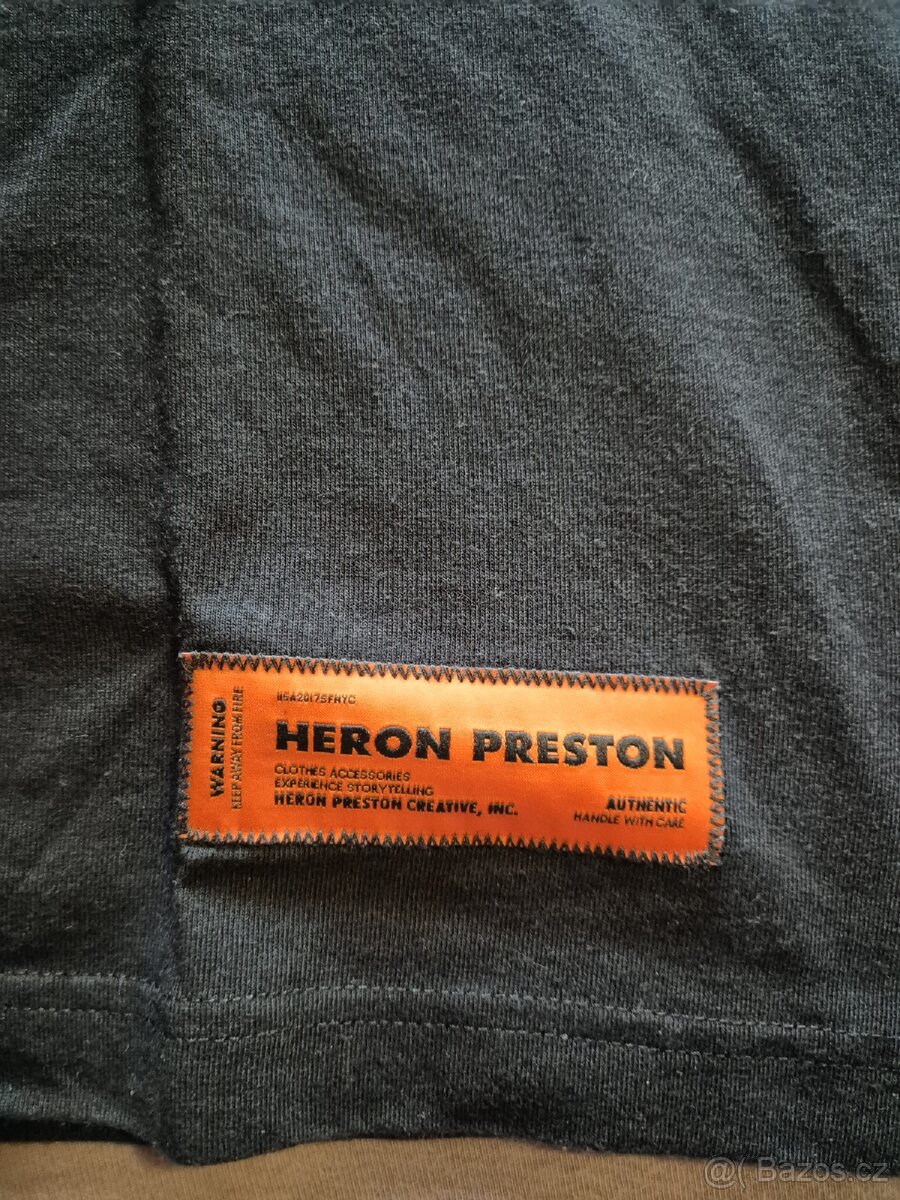 WARNING
KEEP AWAY FROM FIRE
USA2017SFNYC
HERON PRESTON
CLOTHES ACCESSORIES
EXPERIENCE STORYTELLING
HERON PRESTON CREATIVE, INC.
AUTHENTIC
HANDLE WITH CARE
@( Bazos.cz